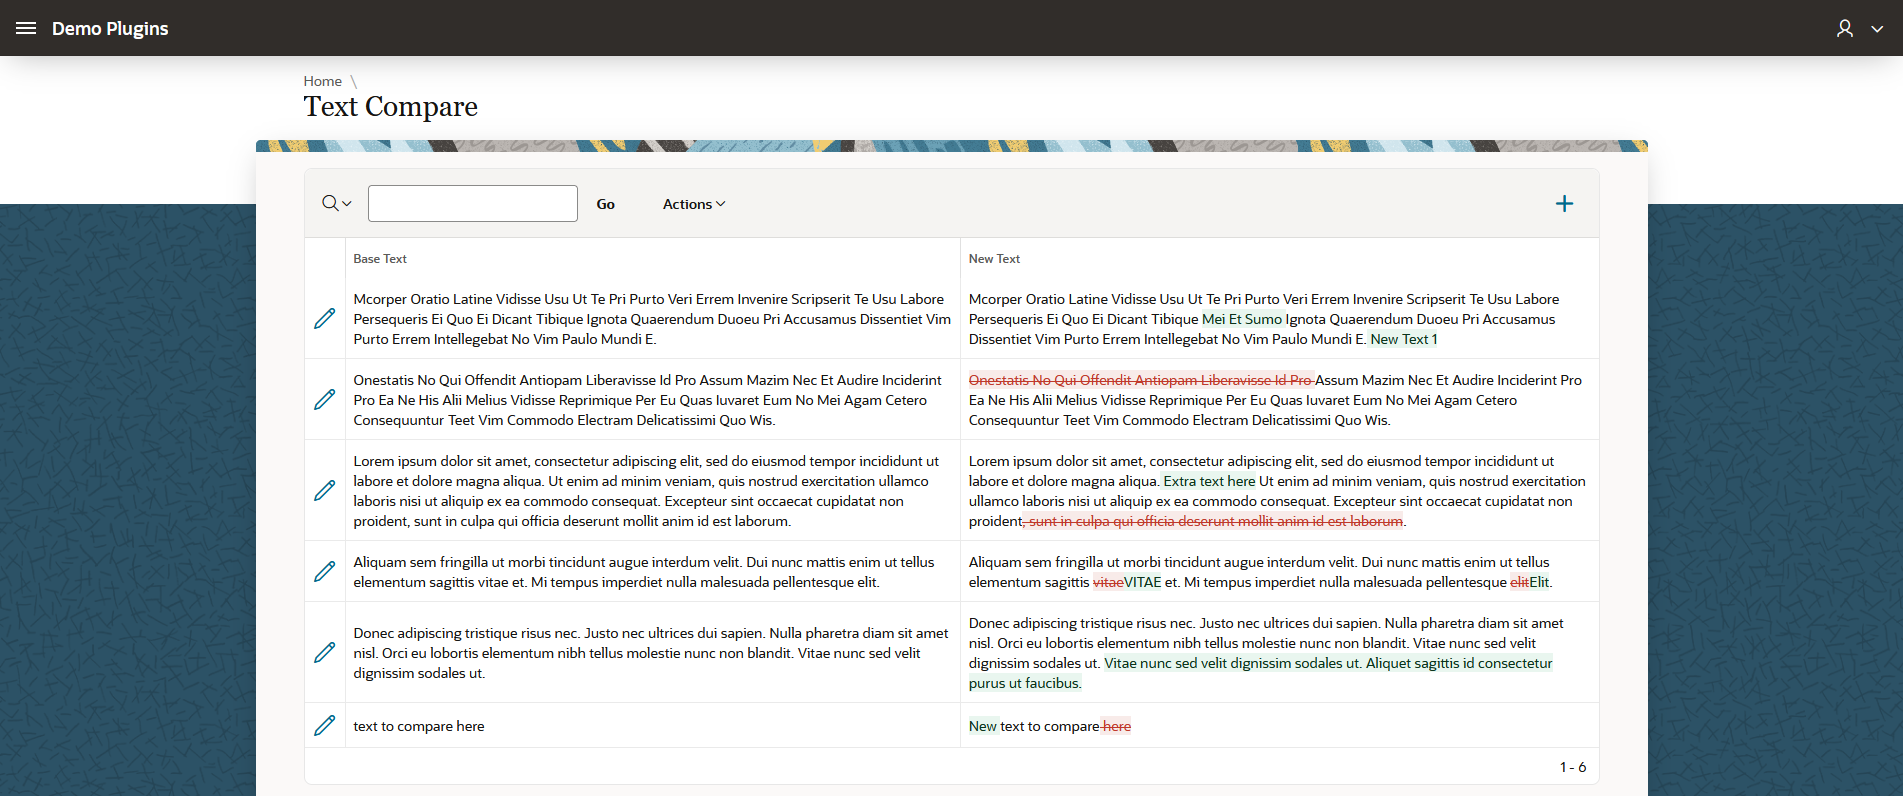 Demo Plugins
Home \
Text Compare
Go
Actions
Base Text
New Text
Mcorper Oratio Latine Vidisse Usu Ut Te Pri Purto Veri Errem Invenire Scripserit Te Usu Labore
Persequeris Ei Quo Ei Dicant Tibique Ignota Quaerendum Duoeu Pri Accusamus Dissentiet Vim
Purto Errem Intellegebat No Vim Paulo Mundi E.
Mcorper Oratio Latine Vidisse Usu Ut Te Pri Purto Veri Errem Invenire Scripserit Te Usu Labore
Persequeris Ei Quo Ei Dicant Tibique Mei Et Sumo Ignota Quaerendum Duoeu Pri Accusamus
Dissentiet Vim Purto Errem Intellegebat No Vim Paulo Mundi E. New Text 1
Onestatis No Qui Offendit Antiopam Liberavisse Id Pro Assum Mazim Nec Et Audire Inciderint
Pro Ea Ne His Alii Melius Vidisse Reprimique Per Eu Quas Iuvaret Eum No Mei Agam Cetero
Consequuntur Teet Vim Commodo Electram Delicatissimi Quo Wis.
Onestatis No Qui Offendit Antiopam Liberavisse Id Pro Assum Mazim Nec Et Audire Inciderint Pro
Ea Ne His Alii Melius Vidisse Reprimique Per Eu Quas Iuvaret Eum No Mei Agam Cetero
Consequuntur Teet Vim Commodo Electram Delicatissimi Quo Wis.
Lorem ipsum dolor sit amet, consectetur adipiscing elit, sed do eiusmod tempor incididunt ut
labore et dolore magna aliqua. Ut enim ad minim veniam, quis nostrud exercitation ullamco
laboris nisi ut aliquip ex ea commodo consequat. Excepteur sint occaecat cupidatat non
proident, sunt in culpa qui officia deserunt mollit anim id est laborum.
Lorem ipsum dolor sit amet, consectetur adipiscing elit, sed do eiusmod tempor incididunt ut
labore et dolore magna aliqua. Extra text here Ut enim ad minim veniam, quis nostrud exercitation
ullamco laboris nisi ut aliquip ex ea commodo consequat. Excepteur sint occaecat cupidatat non
proident, sunt in culpa qui officia deserunt mollit anim id est laborum.
Aliquam sem fringilla ut morbi tincidunt augue interdum velit. Dui nunc mattis enim ut tellus
elementum sagittis vitae et. Mi tempus imperdiet nulla malesuada pellentesque elit.
Aliquam sem fringilla ut morbi tincidunt augue interdum velit. Dui nunc mattis enim ut tellus
elementum sagittis vitaeVITAE et. Mi tempus imperdiet nulla malesuada pellentesque elitElit.
Donec adipiscing tristique risus nec. Justo nec ultrices dui sapien. Nulla pharetra diam sit amet
nisl. Orci eu lobortis elementum nibh tellus molestie nunc non blandit. Vitae nunc sed velit
dignissim sodales ut.
Donec adipiscing tristique risus nec. Justo nec ultrices dui sapien. Nulla pharetra diam sit amet
nisl. Orci eu lobortis elementum nibh tellus molestie nunc non blandit. Vitae nunc sed velit
dignissim sodales ut. Vitae nunc sed velit dignissim sodales ut. Aliquet sagittis id consectetur
purus ut faucibus.
text to compare here
New text to compare here
1 - 6